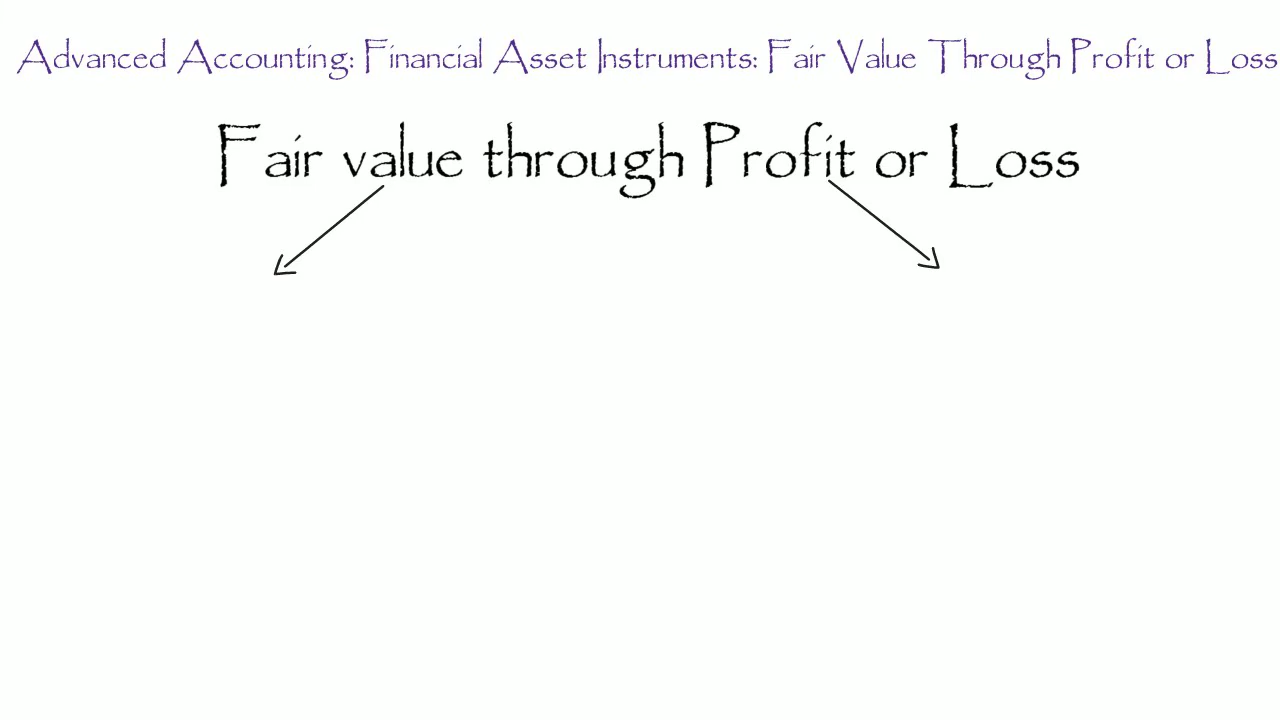 Advanced Accounting: Financial Asset Instruments: Fair Value Through Profit or Loss
Fair value through Profit or Loss